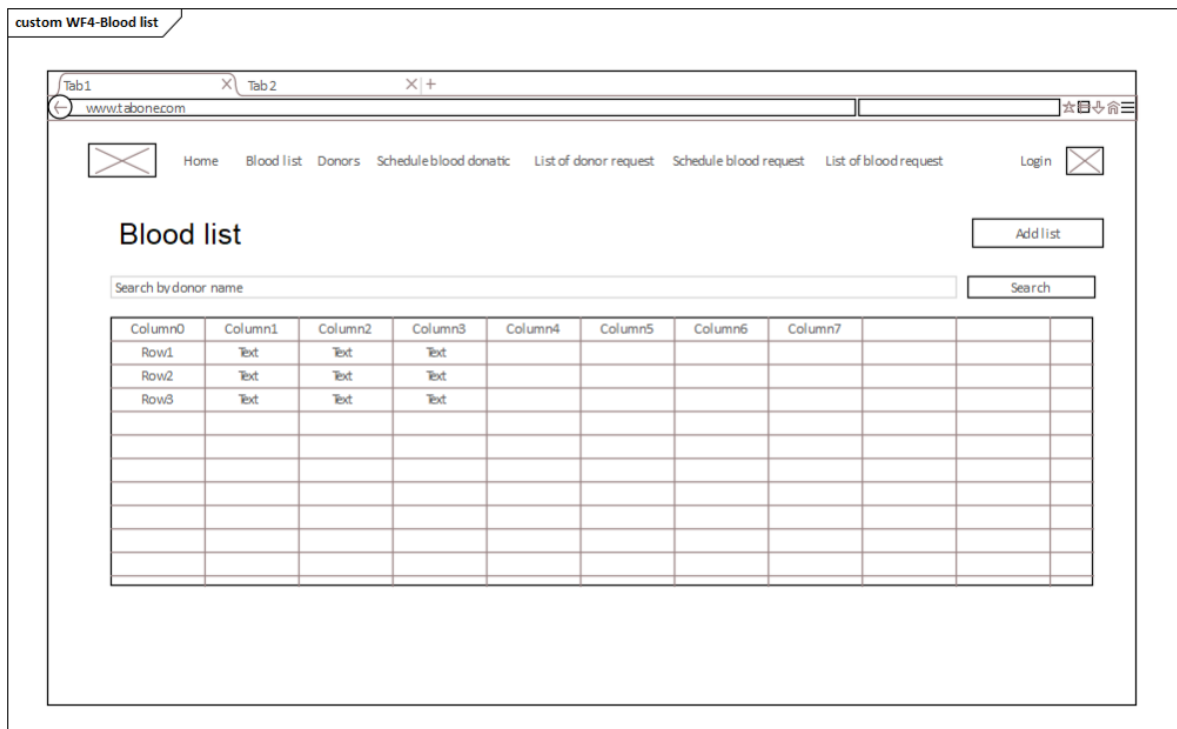 custom WF4-Blood list
Tab1 Tab 2
www.tabone.com
Home Blood list Donors Schedule blood donatic List of donor request Schedule blood request List of blood request Login
Blood list Add list
Search by donor name Search
Column0 Column1 Column2 Column3 Column4 Column5 Column6 Column7
Row1 Text Text Text
Row2 Text Text Text
Row3 Text Text Text